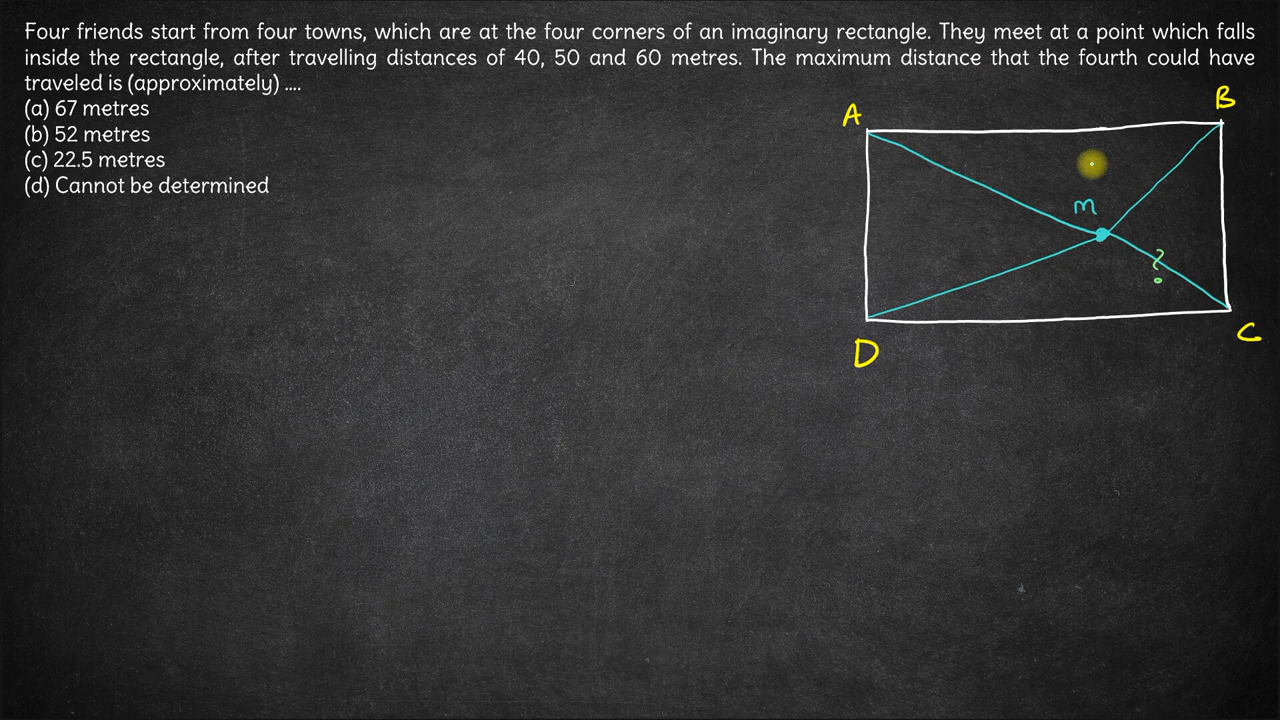 Four friends start from four towns, which are at the four corners of an imaginary rectangle. They meet at a point which falls
inside the rectangle, after travelling distances of 40, 50 and 60 metres. The maximum distance that the fourth could have
traveled is (approximately) ....
(a) 67 metres
(b) 52 metres
(c) 22.5 metres
(d) Cannot be determined
A
B
m
?
D
C